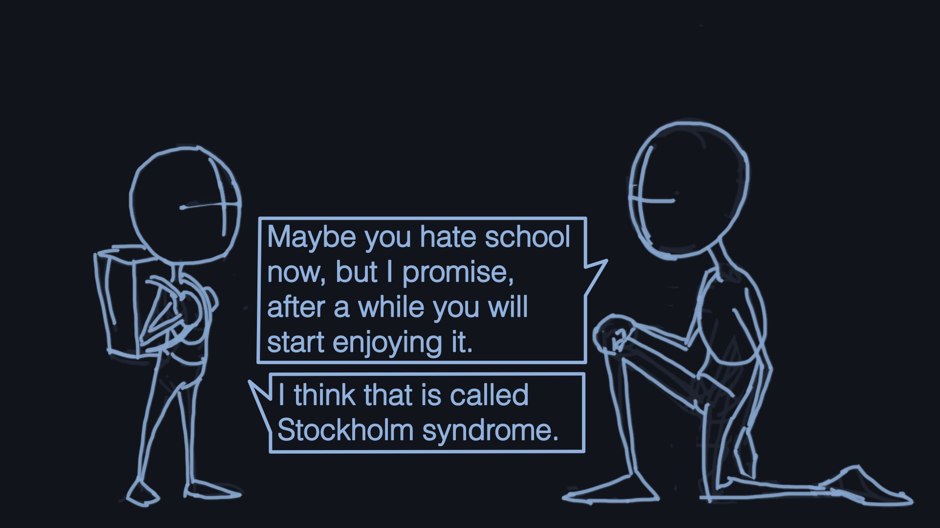 Maybe you hate school
now, but I promise,
after a while you will
start enjoying it.
I think that is called
Stockholm syndrome.